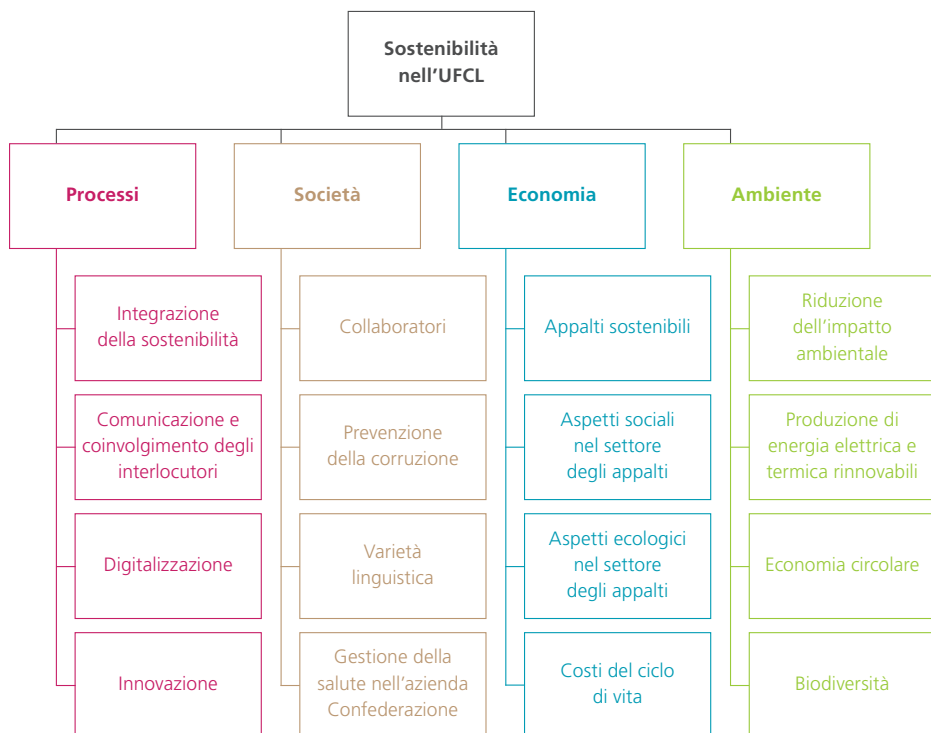 Sostenibilità
nell’UFCL
Processi
Società
Economia
Ambiente
Integrazione
della sostenibilità
Collaboratori
Appalti sostenibili
Riduzione
dell’impatto
ambientale
Comunicazione e
coinvolgimento degli
interlocutori
Prevenzione
della corruzione
Aspetti sociali
nel settore
degli appalti
Produzione di
energia elettrica e
termica rinnovabili
Digitalizzazione
Varietà
linguistica
Aspetti ecologici
nel settore
degli appalti
Economia circolare
Innovazione
Gestione della
salute nell’azienda
Confederazione
Costi del ciclo
di vita
Biodiversità